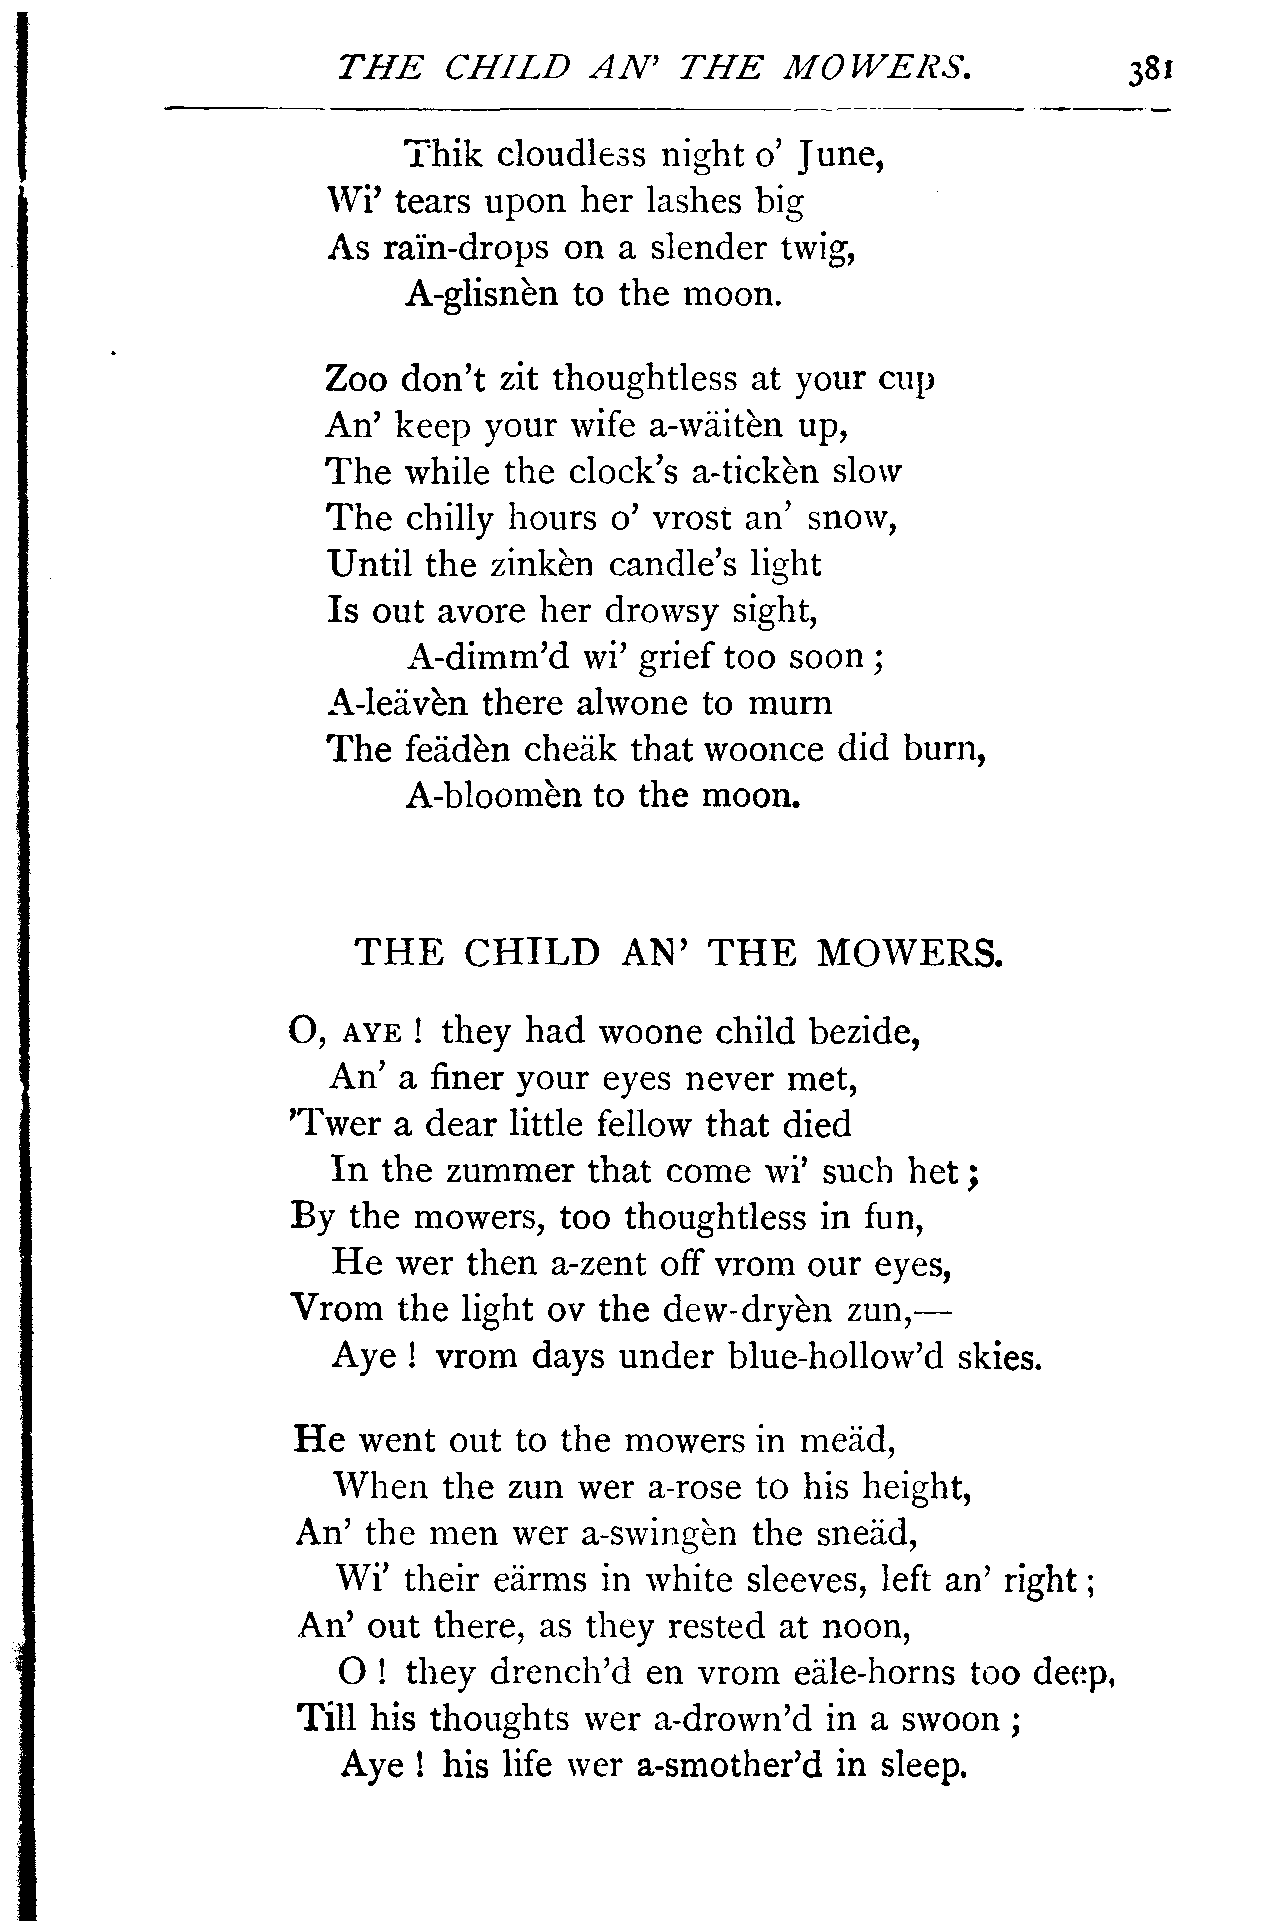 THE CHILD AN' THE MOWERS. 381
Thik cloudless night o' June,
Wi' tears upon her lashes big
As raïn-drops on a slender twig,
A-glisnèn to the moon.
Zoo don't zit thoughtless at your cup
An' keep your wife a-wäitèn up,
The while the clock's a-tickèn slow
The chilly hours o' vrost an' snow,
Until the zinkèn candle's light
Is out avore her drowsy sight,
A-dimm'd wi' grief too soon ;
A-leävèn there alwone to murn
The feädèn cheäk that woonce did burn,
A-bloomèn to the moon.
THE CHILD AN' THE MOWERS.
O, AYE ! they had woone child bezide,
An' a finer your eyes never met,
'Twer a dear little fellow that died
In the zummer that come wi' such het ;
By the mowers, too thoughtless in fun,
He wer then a-zent off vrom our eyes,
Vrom the light ov the dew-dryèn zun,—
Aye ! vrom days under blue-hollow'd skies.
He went out to the mowers in meäd,
When the zun wer a-rose to his height,
An' the men wer a-swingèn the sneäd,
Wi' their eärms in white sleeves, left an' right ;
An' out there, as they rested at noon,
O ! they drench'd en vrom eäle-horns too deep,
Till his thoughts wer a-drown'd in a swoon ;
Aye ! his life wer a-smother'd in sleep.